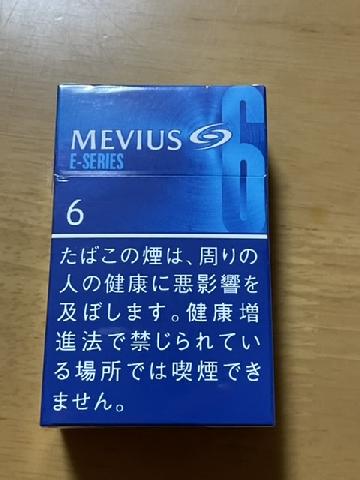 MEVIUS
E-SERIES
6
6
たばこの煙は、周りの
人の健康に悪影響を
及ぼします。健康増
進法で禁じられてい
る場所では喫煙でき
ません。